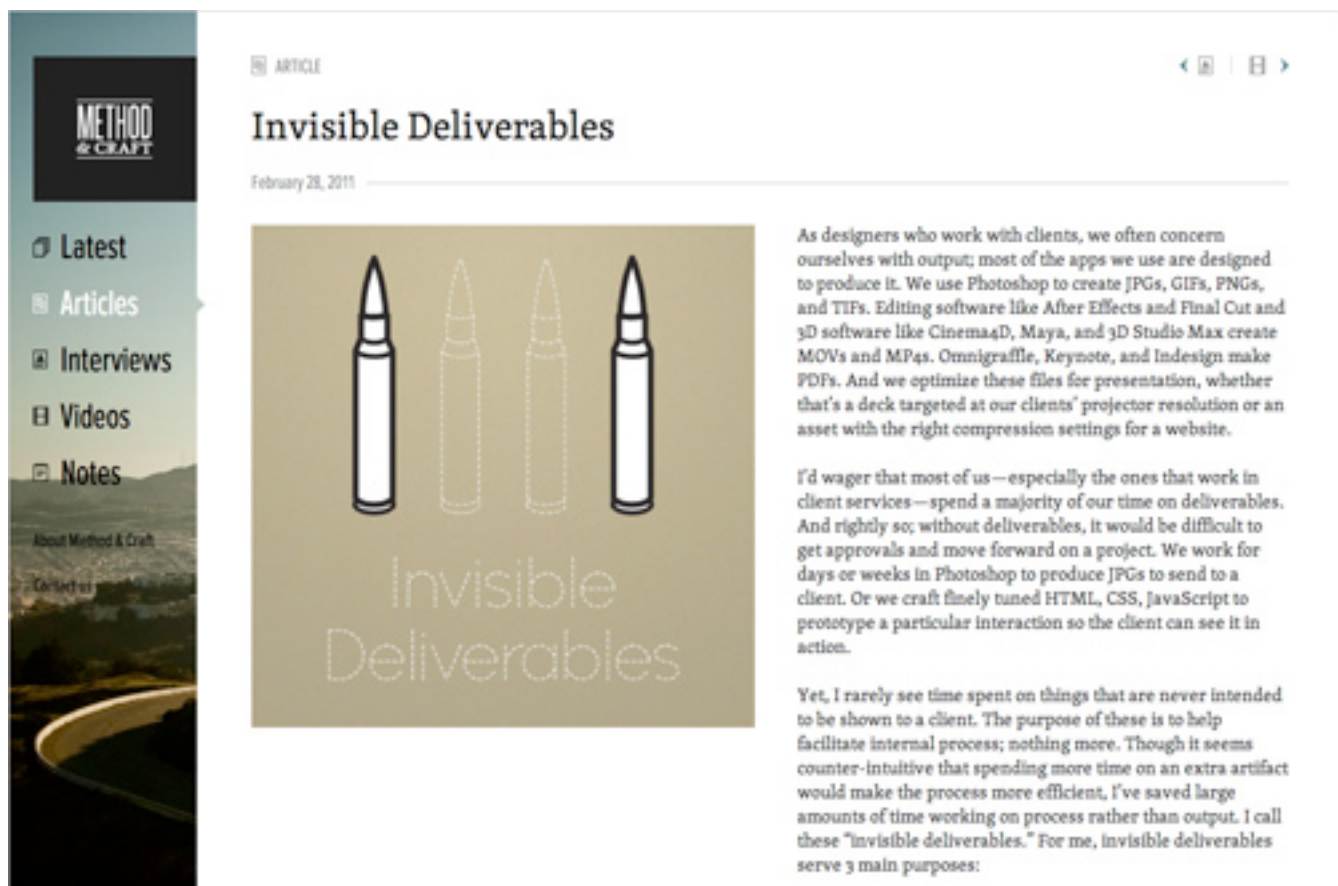 METHOD
& CRAFT
Latest
Articles
Interviews
Videos
Notes
About Method & Craft
Contact us
ARTICLE
Invisible Deliverables
February 28, 2011
Invisible
Deliverables
As designers who work with clients, we often concern
ourselves with output; most of the apps we use are designed
to produce it. We use Photoshop to create JPGs, GIFs, PNGs,
and TIFs. Editing software like After Effects and Final Cut and
3D software like Cinema4D, Maya, and 3D Studio Max create
MOVs and MP4s. Omnigraffle, Keynote, and Indesign make
PDFs. And we optimize these files for presentation, whether
that's a deck targeted at our clients' projector resolution or an
asset with the right compression settings for a website.
I'd wager that most of us—especially the ones that work in
client services—spend a majority of our time on deliverables.
And rightly so; without deliverables, it would be difficult to
get approvals and move forward on a project. We work for
days or weeks in Photoshop to produce JPGs to send to a
client. Or we craft finely tuned HTML, CSS, JavaScript to
prototype a particular interaction so the client can see it in
action.
Yet, I rarely see time spent on things that are never intended
to be shown to a client. The purpose of these is to help
facilitate internal process; nothing more. Though it seems
counter-intuitive that spending more time on an extra artifact
would make the process more efficient, I've saved large
amounts of time working on process rather than output. I call
these "invisible deliverables." For me, invisible deliverables
serve 3 main purposes: